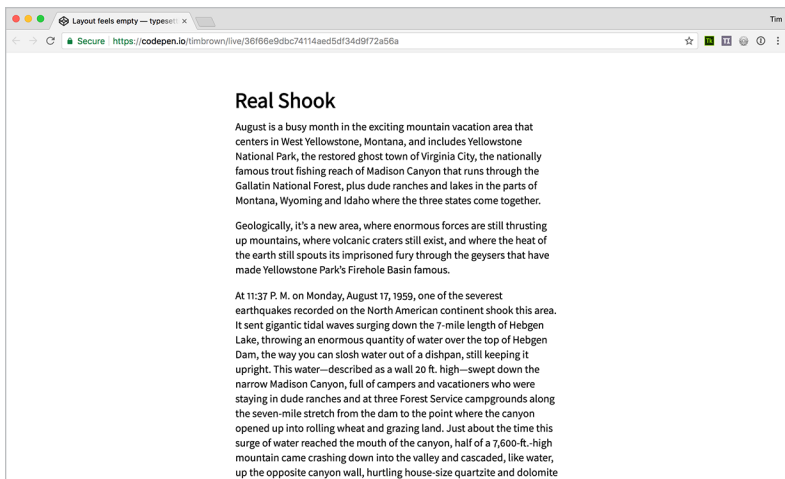 Layout feels empty — typesett
Tim
Secure https://codepen.io/timbrown/live/36f66e9dbc74114aed5df34d9f72a56a
Tk
Real Shook
August is a busy month in the exciting mountain vacation area that
centers in West Yellowstone, Montana, and includes Yellowstone
National Park, the restored ghost town of Virginia City, the nationally
famous trout fishing reach of Madison Canyon that runs through the
Gallatin National Forest, plus dude ranches and lakes in the parts of
Montana, Wyoming and Idaho where the three states come together.
Geologically, it’s a new area, where enormous forces are still thrusting
up mountains, where volcanic craters still exist, and where the heat of
the earth still spouts its imprisoned fury through the geysers that have
made Yellowstone Park’s Firehole Basin famous.
At 11:37 P. M. on Monday, August 17, 1959, one of the severest
earthquakes recorded on the North American continent shook this area.
It sent gigantic tidal waves surging down the 7-mile length of Hebgen
Lake, throwing an enormous quantity of water over the top of Hebgen
Dam, the way you can slosh water out of a dishpan, still keeping it
upright. This water—described as a wall 20 ft. high—swept down the
narrow Madison Canyon, full of campers and vacationers who were
staying in dude ranches and at three Forest Service campgrounds along
the seven-mile stretch from the dam to the point where the canyon
opened up into rolling wheat and grazing land. Just about the time this
surge of water reached the mouth of the canyon, half of a 7,600-ft.-high
mountain came crashing down into the valley and cascaded, like water,
up the opposite canyon wall, hurtling house-size quartzite and dolomite